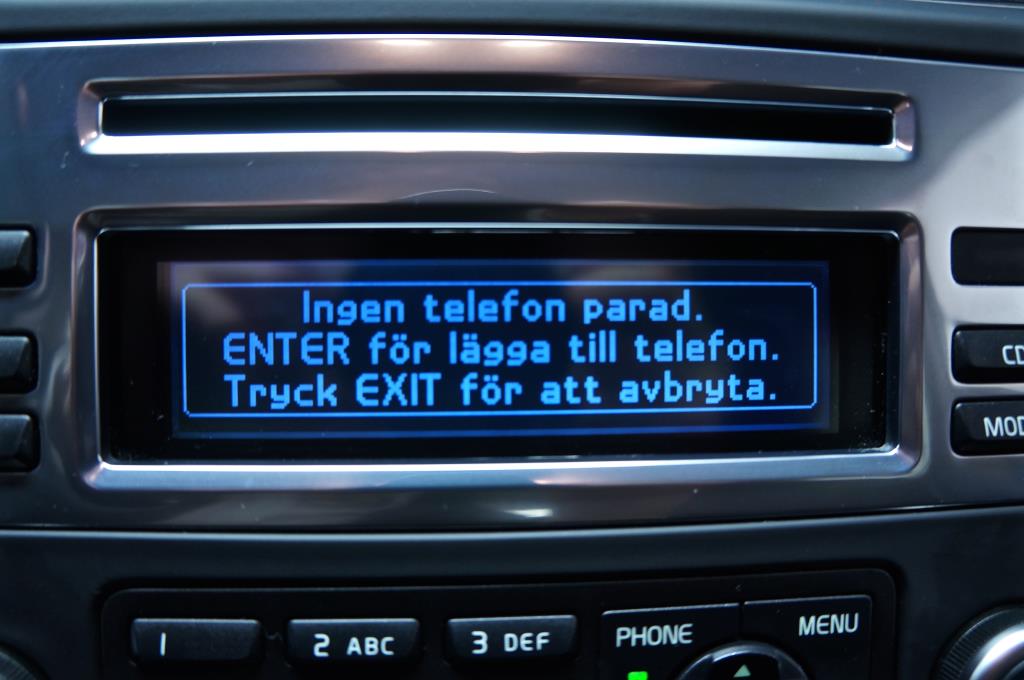 Ingen telefon parad.
ENTER för lägga till telefon.
Tryck EXIT för att avbryta.
CD
MOD
1
2 ABC
3 DEF
PHONE
MENU